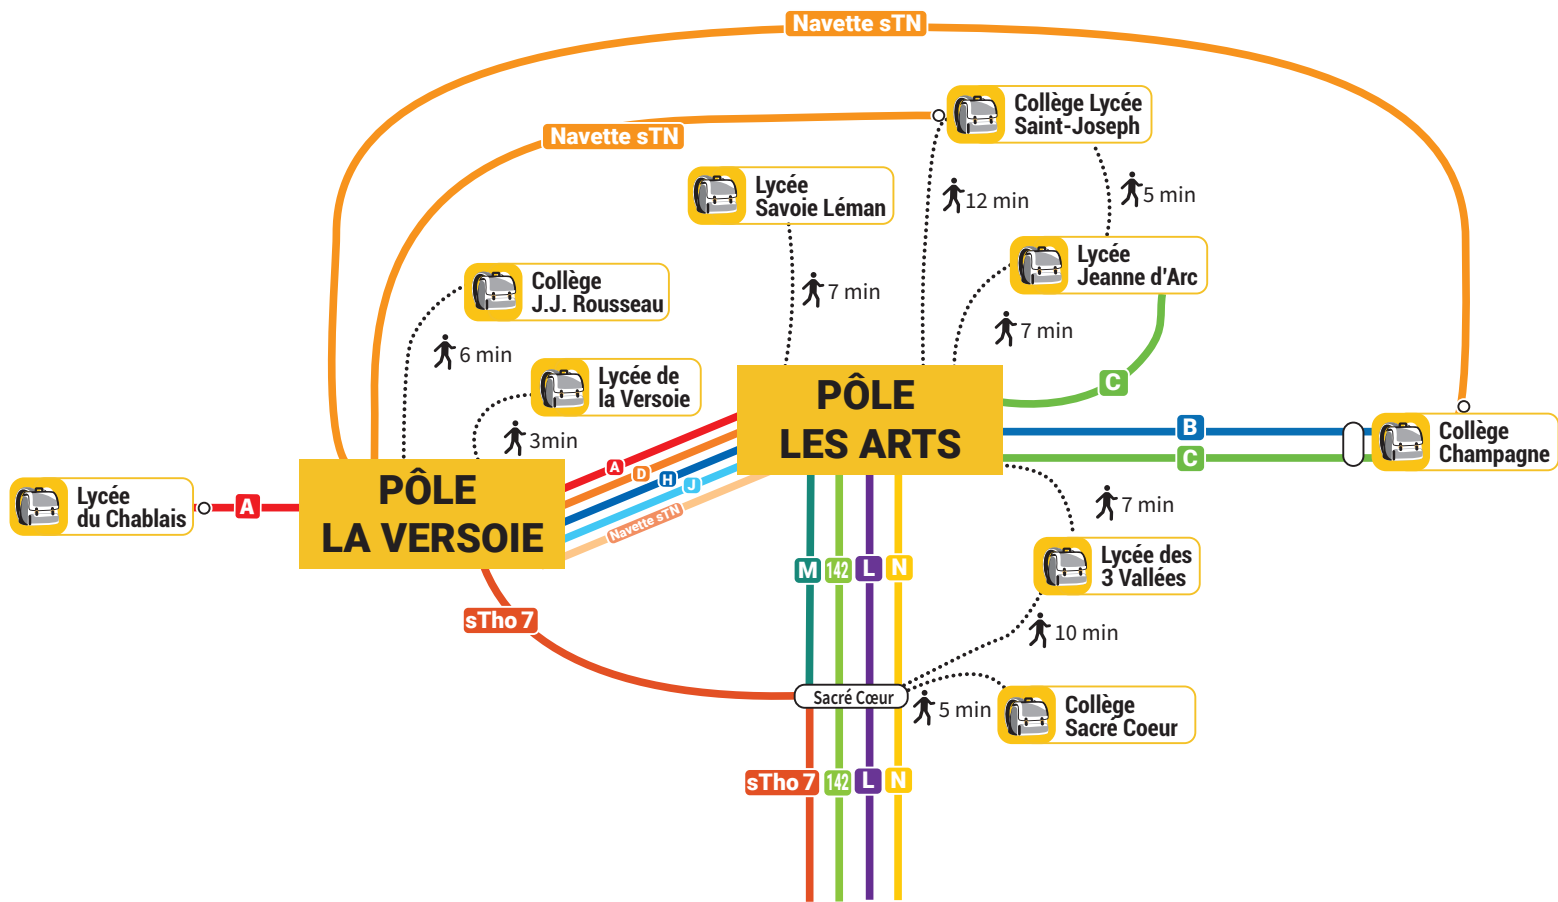 Navette sTN
Navette sTN
Collège Lycée
Saint-Joseph
Lycée
Savoie Léman
12 min
5 min
Lycée
Jeanne d'Arc
Collège
J.J. Rousseau
7 min
7 min
6 min
Lycée de
la Versoie
3min
PÔLE
LES ARTS
C
B
C
Collège
Champagne
A
D
H
J
Navette sTN
PÔLE
LA VERSOIE
Lycée
du Chablais
A
7 min
Lycée des
3 Vallées
M
142
L
N
sTho 7
10 min
Sacré Cœur
5 min
Collège
Sacré Coeur
sTho 7
142
L
N